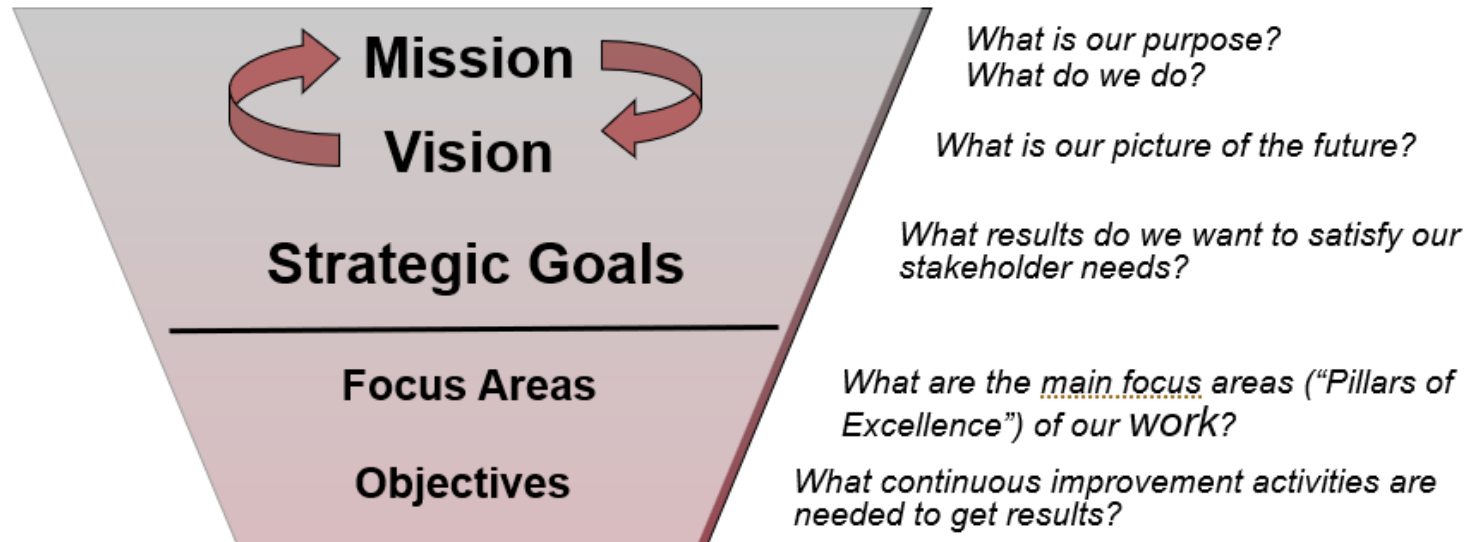 Mission
What is our purpose?
What do we do?
Vision
What is our picture of the future?
Strategic Goals
What results do we want to satisfy our
stakeholder needs?
Focus Areas
What are the main focus areas (“Pillars of
Excellence”) of our work?
Objectives
What continuous improvement activities are
needed to get results?